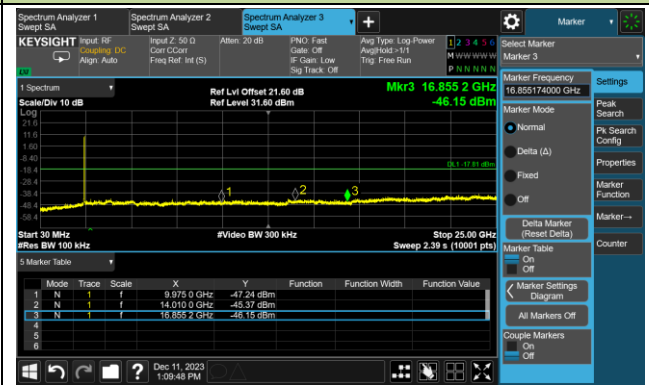 Spectrum Analyzer 1
Swept SA
Spectrum Analyzer 2
Swept SA
Spectrum Analyzer 3
Swept SA
Marker
KEYSIGHT
Input: RF
Coupling: DC
Align: Auto
Input Z: 50 Ω
Corr CCorr
Freq Ref: Int (S)
Atten: 20 dB
PNO: Fast
Gate: Off
IF Gain: Low
Sig Track: Off
Avg Type: Log-Power
Avg|Hold:>1/1
Trig: Free Run
1 2 3 4 5 6
M W W W W W
P N N N N N
Select Marker
Marker 3
1 Spectrum
Scale/Div 10 dB
Ref Lvl Offset 21.60 dB
Ref Level 31.60 dBm
Mkr3 16.855 2 GHz
-46.15 dBm
Log
21.6
11.6
1.60
-8.40
-18.4
-28.4
-38.4
-48.4
-58.4
DL1 -17.01 dBm
1
2
3
Start 30 MHz
#Res BW 100 kHz
#Video BW 300 kHz
Stop 25.00 GHz
Sweep 2.39 s (10001 pts)
Marker Frequency
16.855174000 GHz
Marker Mode
Normal
Delta (Δ)
Fixed
Off
Delta Marker
(Reset Delta)
Marker Table
On
Off
Marker Settings
Diagram
All Markers Off
Couple Markers
On
Off
Settings
Peak
Search
Pk Search
Config
Properties
Marker
Function
Marker→
Counter
5 Marker Table
Mode Trace Scale X Y Function Function Width Function Value
1 N 1 f 9.975 0 GHz -47.24 dBm
2 N 1 f 14.010 0 GHz -45.37 dBm
3 N 1 f 16.855 2 GHz -46.15 dBm
4
5
6
?
Dec 11, 2023
1:09:48 PM